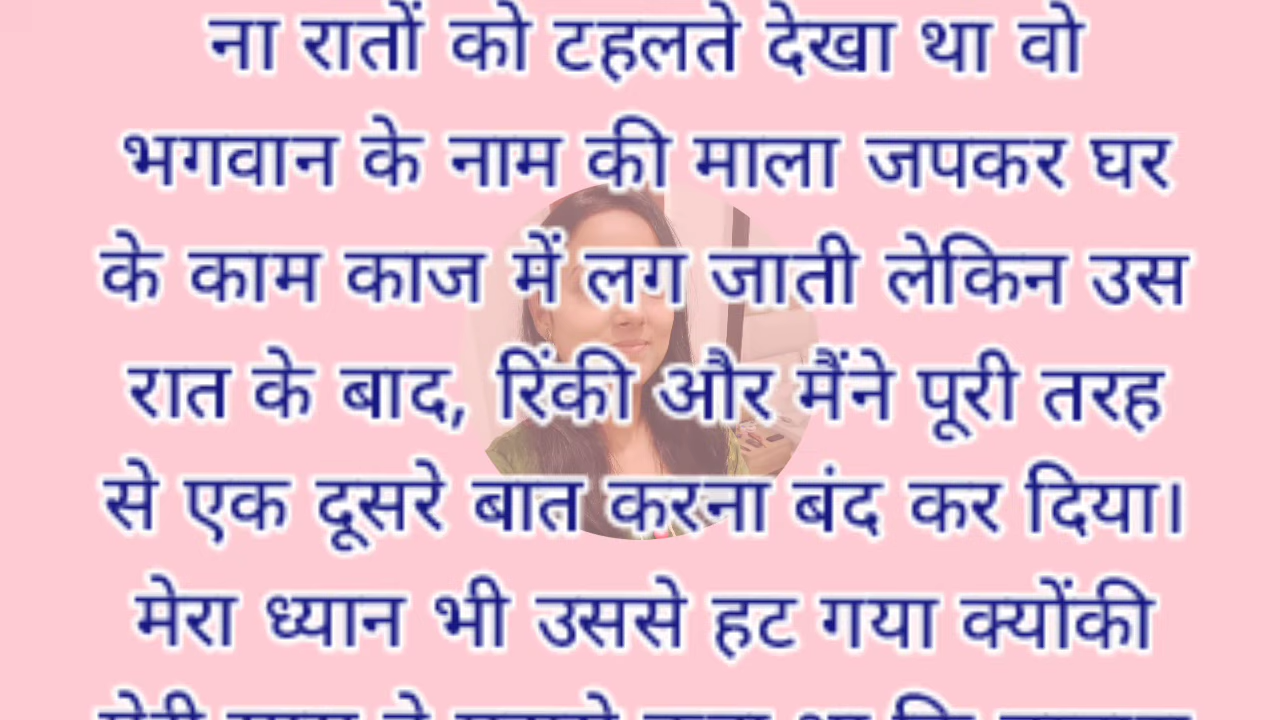 ना रातों को टहलते देखा था वो
भगवान के नाम की माला जपकर घर
के काम काज में लग जाती लेकिन उस
रात के बाद, रिंकी और मैंने पूरी तरह
से एक दूसरे बात करना बंद कर दिया।
मेरा ध्यान भी उससे हट गया क्योंकी